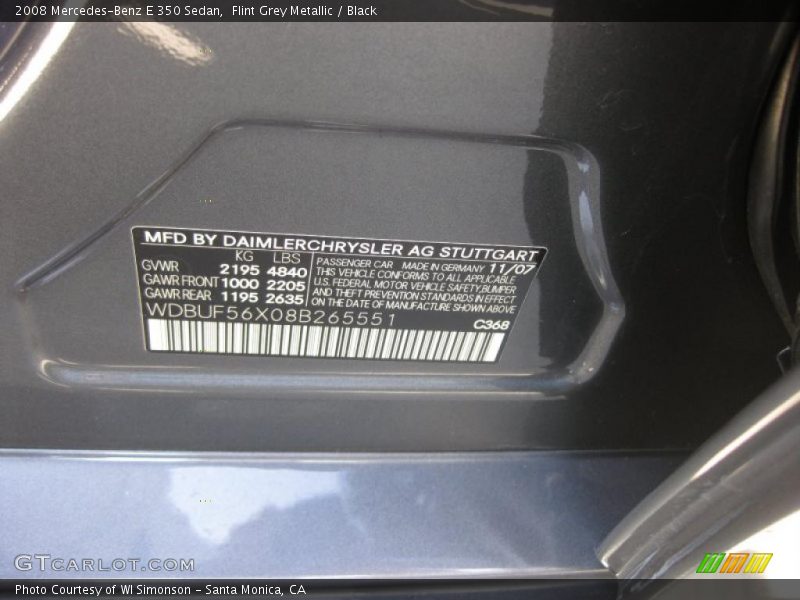 2008 Mercedes-Benz E 350 Sedan,  Flint Grey Metallic / Black
MFD BY DAIMLERCHRYSLER AG STUTTGART
KG LBS
GVWR 2195 4840
GAWR FRONT 1000 2205
GAWR REAR 1195 2635
PASSENGER CAR MADE IN GERMANY 11/07
THIS VEHICLE CONFORMS TO ALL APPLICABLE
U.S. FEDERAL MOTOR VEHICLE SAFETY,BUMPER
AND THEFT PREVENTION STANDARDS IN EFFECT
ON THE DATE OF MANUFACTURE SHOWN ABOVE
WDBUF56X08B265551
C368
GTCARLOT.COM
Photo Courtesy of WI Simonson - Santa Monica, CA